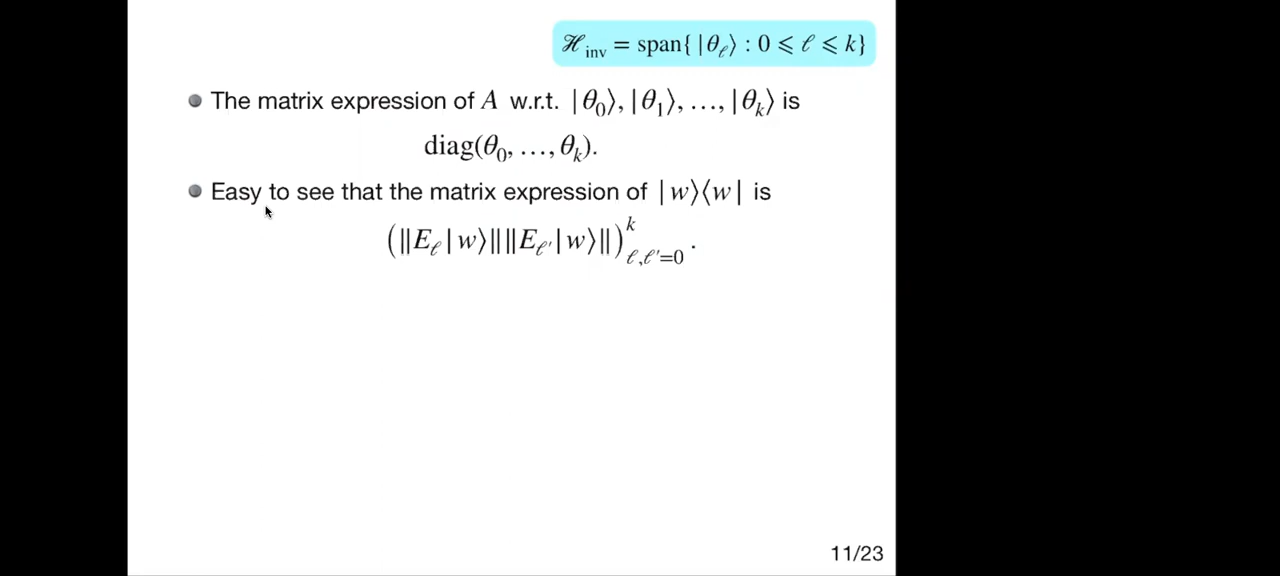 ℋ_inv = span{ |θ_ℓ⟩ : 0 ⩽ ℓ ⩽ k}
The matrix expression of A w.r.t. |θ_0⟩, |θ_1⟩, …, |θ_k⟩ is
diag(θ_0, …, θ_k).
Easy to see that the matrix expression of |w⟩⟨w| is
(‖E_ℓ|w⟩‖‖E_ℓ′|w⟩‖)^k_ℓ,ℓ′=0 .
11/23